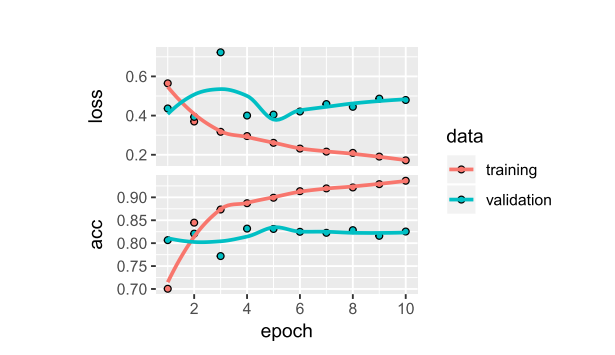 loss
0.6
0.4
0.2
acc
0.90
0.85
0.80
0.75
0.70
2 4 6 8 10
epoch
data
training
validation